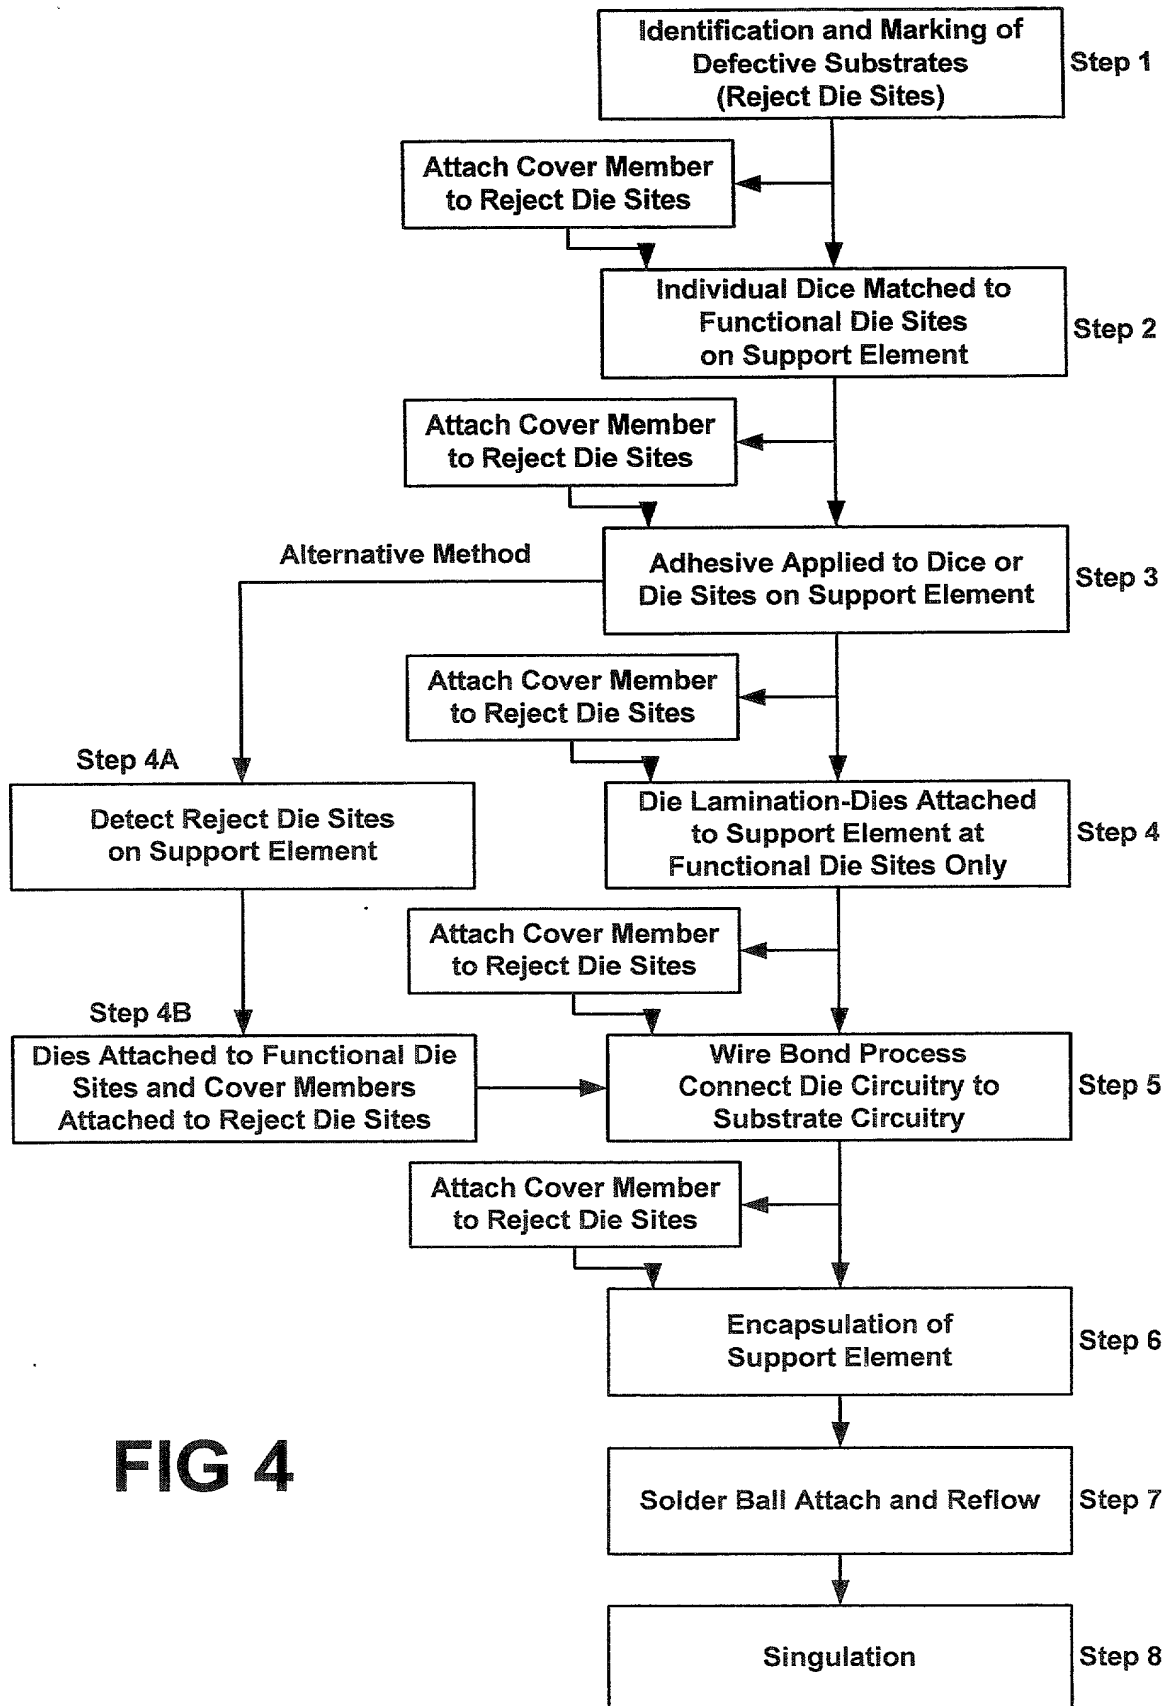 Identification and Marking of
Defective Substrates
(Reject Die Sites)
Step 1
Attach Cover Member
to Reject Die Sites
Individual Dice Matched to
Functional Die Sites
on Support Element
Step 2
Attach Cover Member
to Reject Die Sites
Alternative Method
Adhesive Applied to Dice or
Die Sites on Support Element
Step 3
Attach Cover Member
to Reject Die Sites
Step 4A
Detect Reject Die Sites
on Support Element
Die Lamination-Dies Attached
to Support Element at
Functional Die Sites Only
Step 4
Attach Cover Member
to Reject Die Sites
Step 4B
Dies Attached to Functional Die
Sites and Cover Members
Attached to Reject Die Sites
Wire Bond Process
Connect Die Circuitry to
Substrate Circuitry
Step 5
Attach Cover Member
to Reject Die Sites
Encapsulation of
Support Element
Step 6
FIG 4
Solder Ball Attach and Reflow
Step 7
Singulation
Step 8